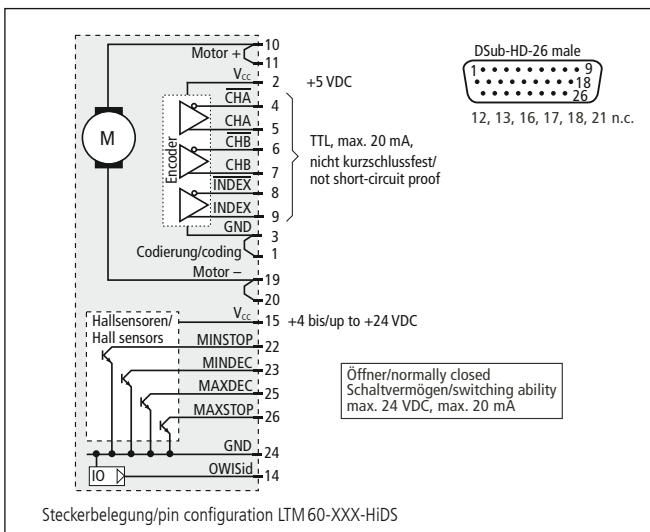 Motor +
10
11
V_CC
2
+5 VDC
CHA
4
CHA
5
CHB
6
CHB
7
INDEX
8
INDEX
9
GND
3
Codierung/coding
1
Motor –
19
20
M
Encoder
TTL, max. 20 mA,
nicht kurzschlussfest/
not short-circuit proof
DSub-HD-26 male
1
9
18
26
12, 13, 16, 17, 18, 21 n.c.
Hallsensoren/
Hall sensors
V_CC
15
+4 bis/up to +24 VDC
MINSTOP
22
MINDEC
23
MAXDEC
25
MAXSTOP
26
GND
24
OWISid
14
IO
Öffner/normally closed
Schaltvermögen/switching ability
max. 24 VDC, max. 20 mA
Steckerbelegung/pin configuration LTM60-XXX-HiDS